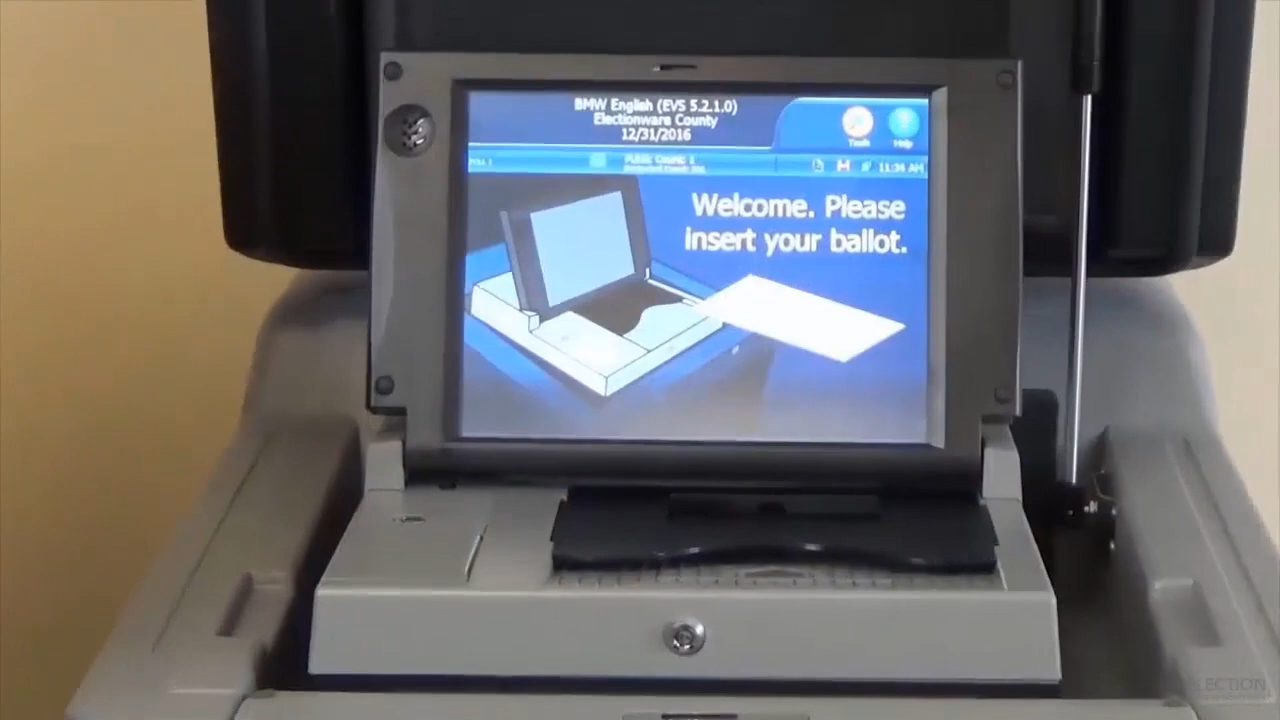 BMW English (EVS 5.2.1.0)
Electionware County
12/31/2016
Tools
Help
Public Count: 1
11:34 AM
Welcome. Please
insert your ballot.
ELECTION